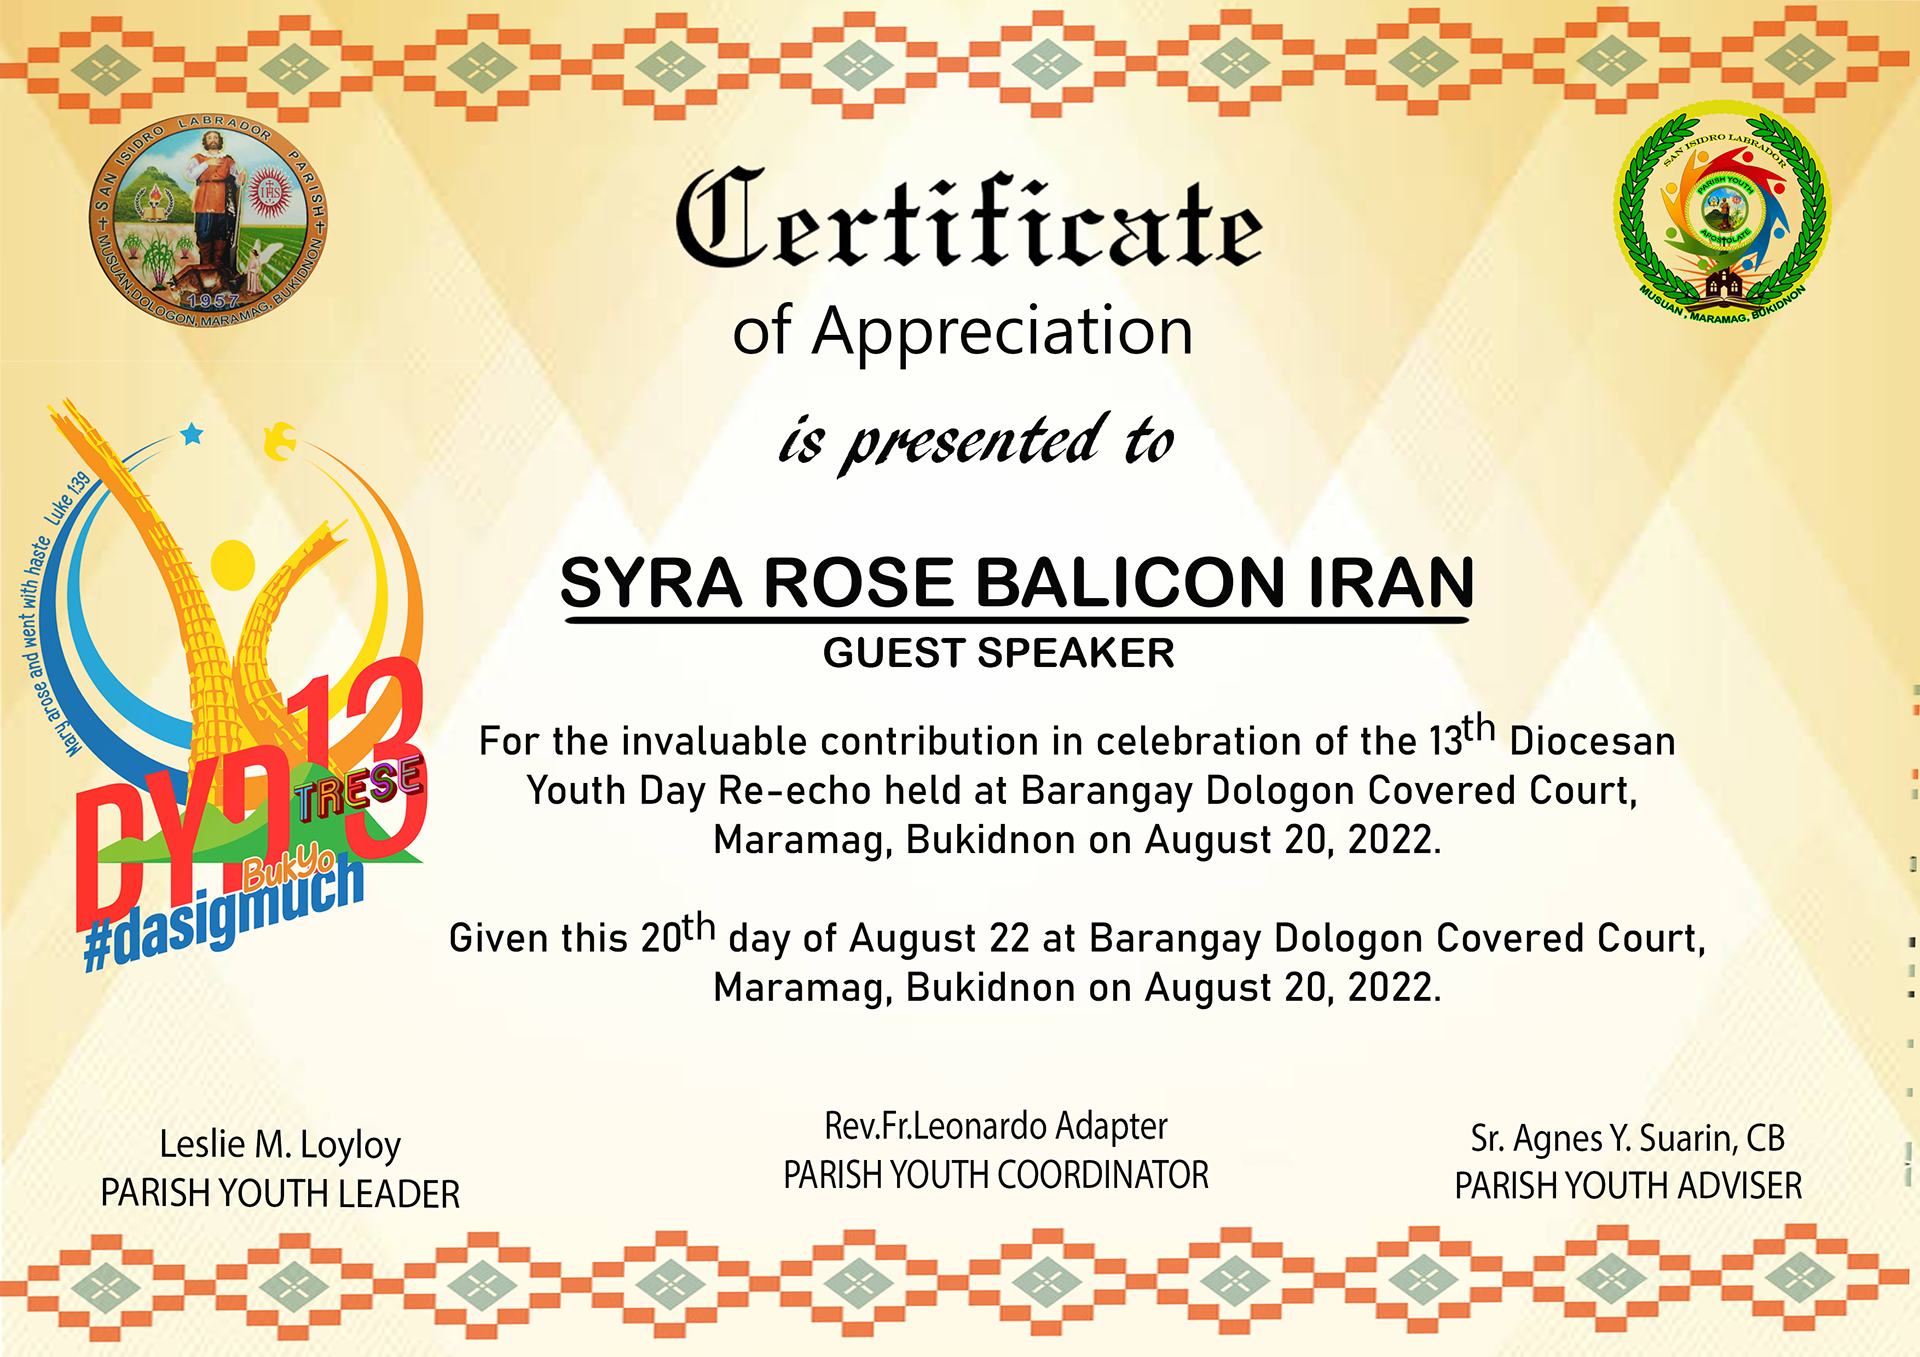 SAN ISIDRO LABRADOR PARISH
MUSUAN, DOLOGON, MARAMAG, BUKIDNON
IHS
1957
SAN ISIDRO LABRADOR
PARISH YOUTH
APOSTOLATE
MUSUAN , MARAMAG, BUKIDNON
Certificate
of Appreciation
is presented to
Mary arose and went with haste Luke 1:39
DYD 13
TRESE
BukYo
#dasigmuch
SYRA ROSE BALICON IRAN
GUEST SPEAKER
For the invaluable contribution in celebration of the 13th Diocesan
Youth Day Re-echo held at Barangay Dologon Covered Court,
Maramag, Bukidnon on August 20, 2022.
Given this 20th day of August 22 at Barangay Dologon Covered Court,
Maramag, Bukidnon on August 20, 2022.
Leslie M. Loyloy
PARISH YOUTH LEADER
Rev.Fr.Leonardo Adapter
PARISH YOUTH COORDINATOR
Sr. Agnes Y. Suarin, CB
PARISH YOUTH ADVISER